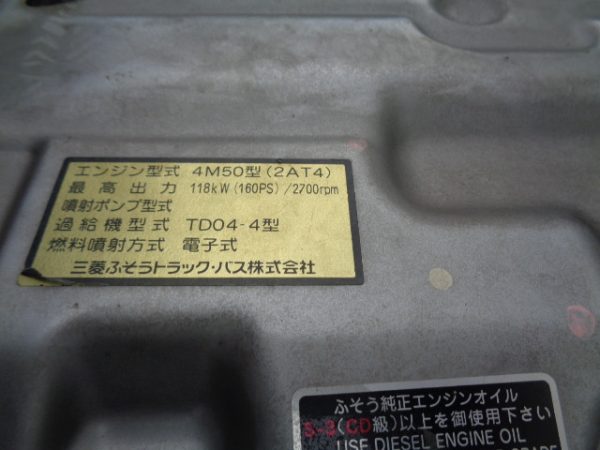 エンジン型式 4M50型(2AT4)
最高出力 118kW(160PS)/2700rpm
噴射ポンプ型式
過給機型式 TD04-4型
燃料噴射方式 電子式
三菱ふそうトラック・バス株式会社
ふそう純正エンジンオイル
S-3(CD級)以上を御使用下さい
USE DIESEL ENGINE OIL